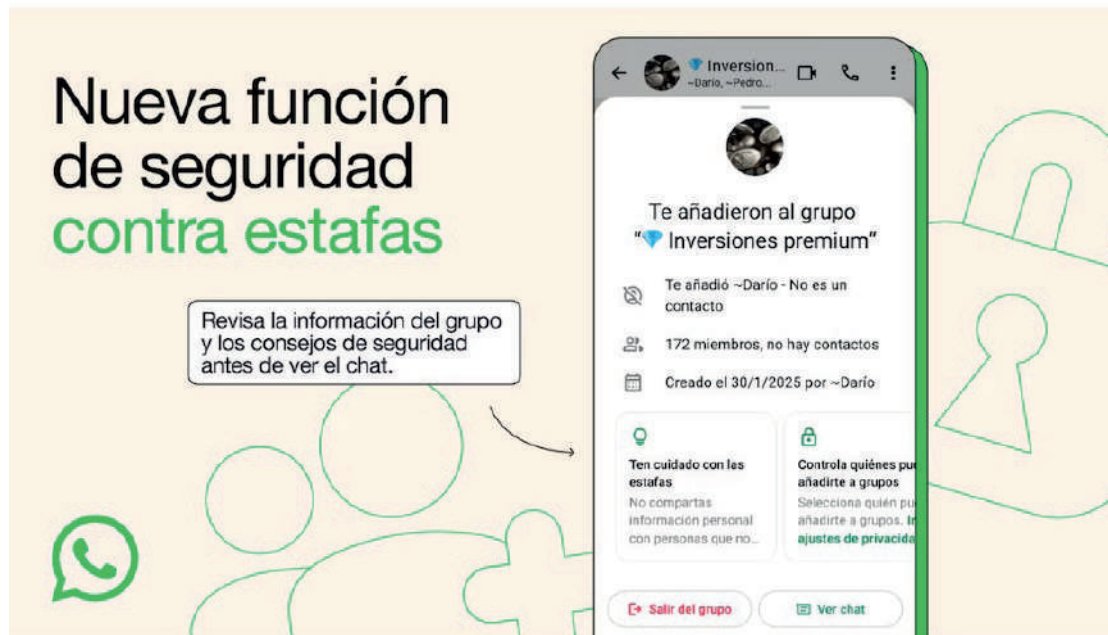 Nueva función
de seguridad
contra estafas
Revisa la información del grupo
y los consejos de seguridad
antes de ver el chat.
Inversion...
~Darío, ~Pedro...
Te añadieron al grupo
"💎 Inversiones premium"
Te añadió ~Darío - No es un
contacto
172 miembros, no hay contactos
Creado el 30/1/2025 por ~Darío
Ten cuidado con las
estafas
No compartas
información personal
con personas que no...
Controla quiénes pue
añadirte a grupos
Selecciona quién pu
añadirte a grupos. Ir
ajustes de privacida
Salir del grupo
Ver chat